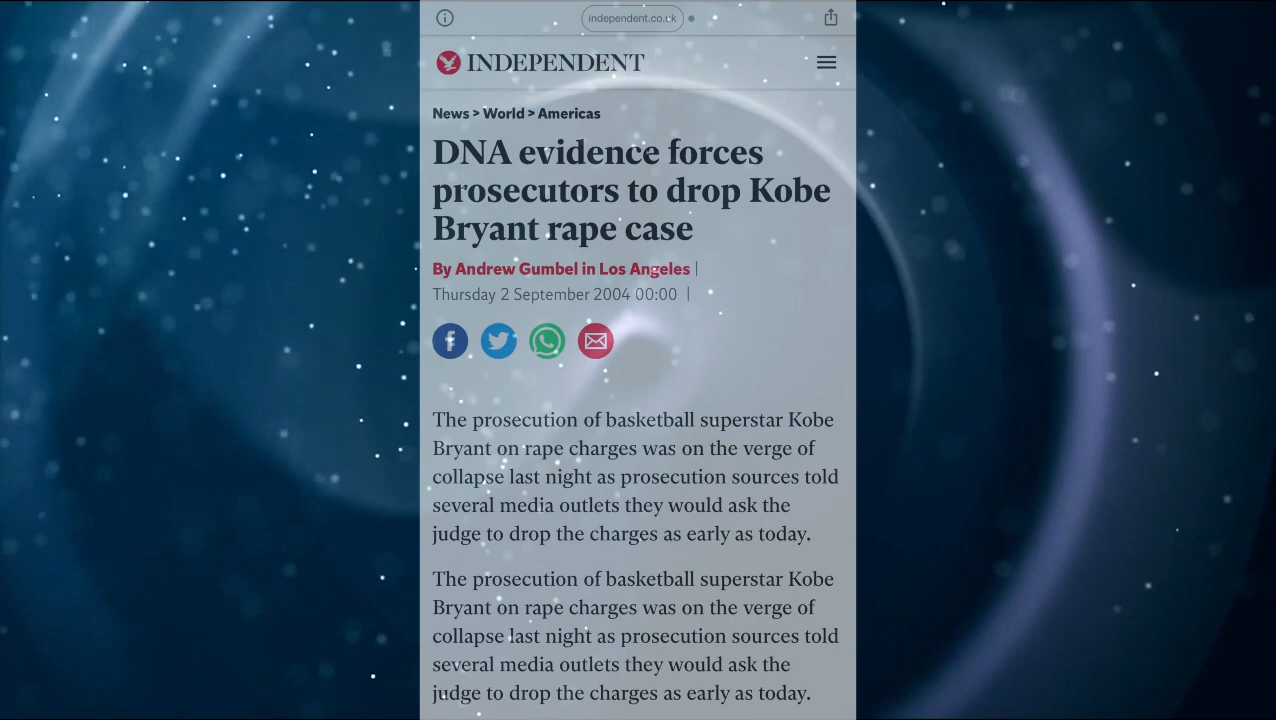 independent.co.uk
INDEPENDENT
News > World > Americas
DNA evidence forces
prosecutors to drop Kobe
Bryant rape case
By Andrew Gumbel in Los Angeles |
Thursday 2 September 2004 00:00 |
The prosecution of basketball superstar Kobe
Bryant on rape charges was on the verge of
collapse last night as prosecution sources told
several media outlets they would ask the
judge to drop the charges as early as today.
The prosecution of basketball superstar Kobe
Bryant on rape charges was on the verge of
collapse last night as prosecution sources told
several media outlets they would ask the
judge to drop the charges as early as today.